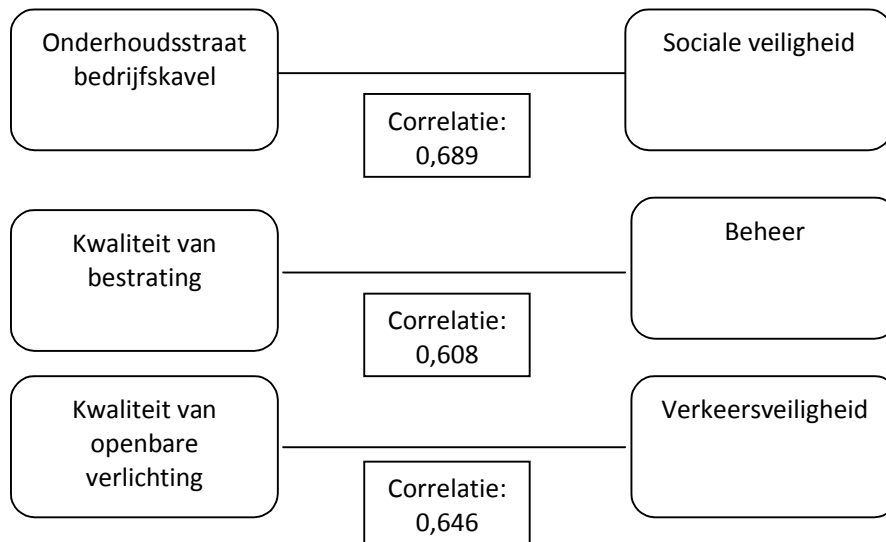 Onderhoudsstraat
bedrijfskavel
Sociale veiligheid
Correlatie:
0,689
Kwaliteit van
bestrating
Beheer
Correlatie:
0,608
Kwaliteit van
openbare
verlichting
Verkeersveiligheid
Correlatie:
0,646